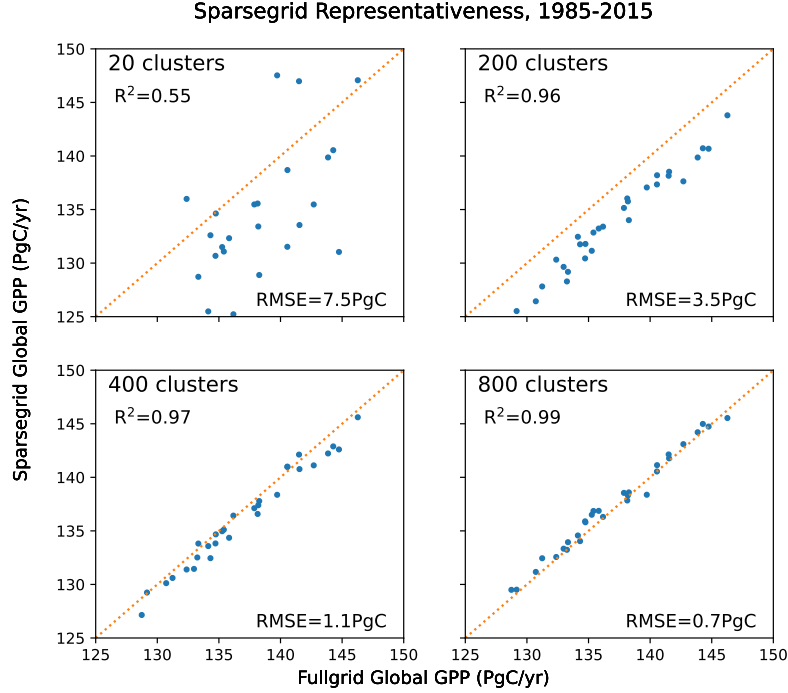 Sparsegrid Representativeness, 1985-2015
150
145
140
135
130
125
20 clusters
R²=0.55
RMSE=7.5PgC
200 clusters
R²=0.96
RMSE=3.5PgC
Sparsegrid Global GPP (PgC/yr)
150
145
140
135
130
125
400 clusters
R²=0.97
RMSE=1.1PgC
125 130 135 140 145 150
800 clusters
R²=0.99
RMSE=0.7PgC
125 130 135 140 145 150
Fullgrid Global GPP (PgC/yr)